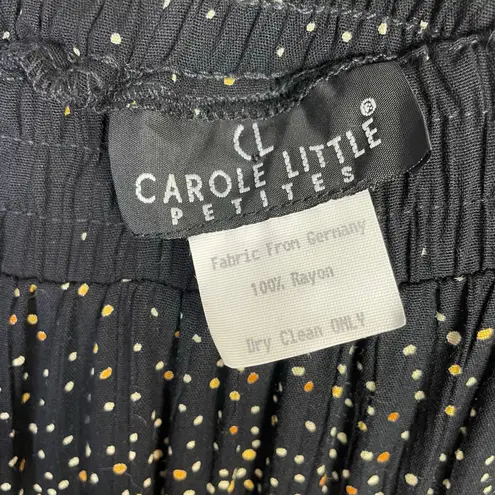 CL
CAROLE LITTLE®
PETITES
Fabric From Germany
100% Rayon
Dry Clean ONLY